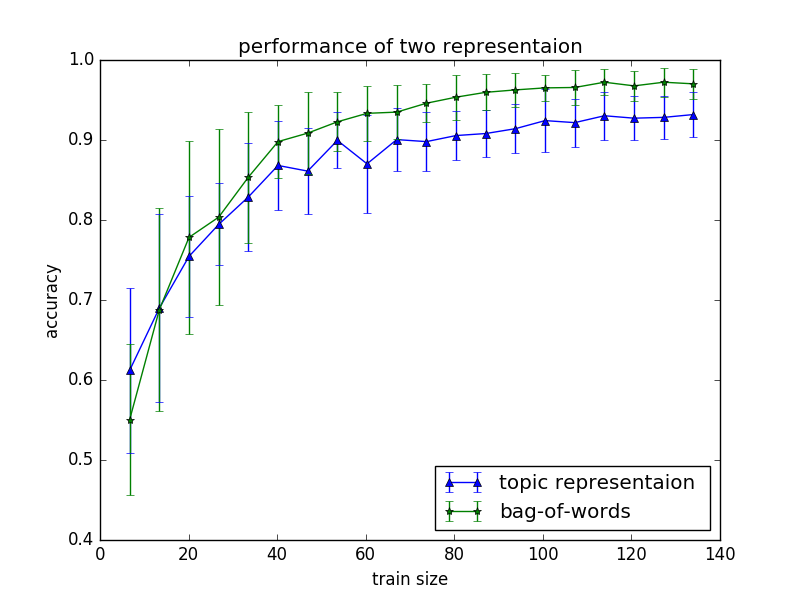 performance of two representaion
1.0
0.9
0.8
0.7
0.6
0.5
0.4
accuracy
topic representaion
bag-of-words
0 20 40 60 80 100 120 140
train size